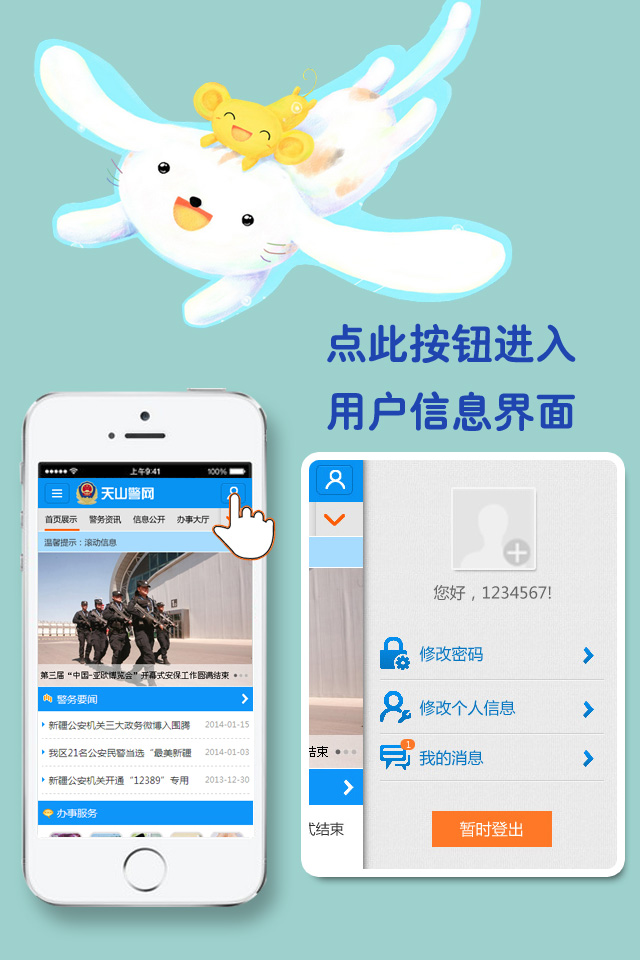 点此按钮进入
用户信息界面
上午9:41
100%
天山警网
首页展示 警务资讯 信息公开 办事大厅
温馨提示：滚动信息
第三届“中国-亚欧博览会”开幕式安保工作圆满结束
警务要闻
新疆公安机关三大政务微博入围腾 2014-01-15
我区21名公安民警当选“最美新疆 2014-01-03
新疆公安机关开通“12389”专用 2013-12-30
办事服务
您好，1234567!
修改密码
修改个人信息
1
我的消息
暂时登出
结束
式结束